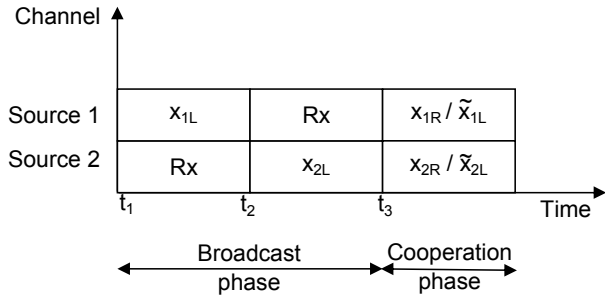 Channel
Source 1 x1L Rx x1R / x̃1L
Source 2 Rx x2L x2R / x̃2L
t1 t2 t3 Time
Broadcast phase
Cooperation phase